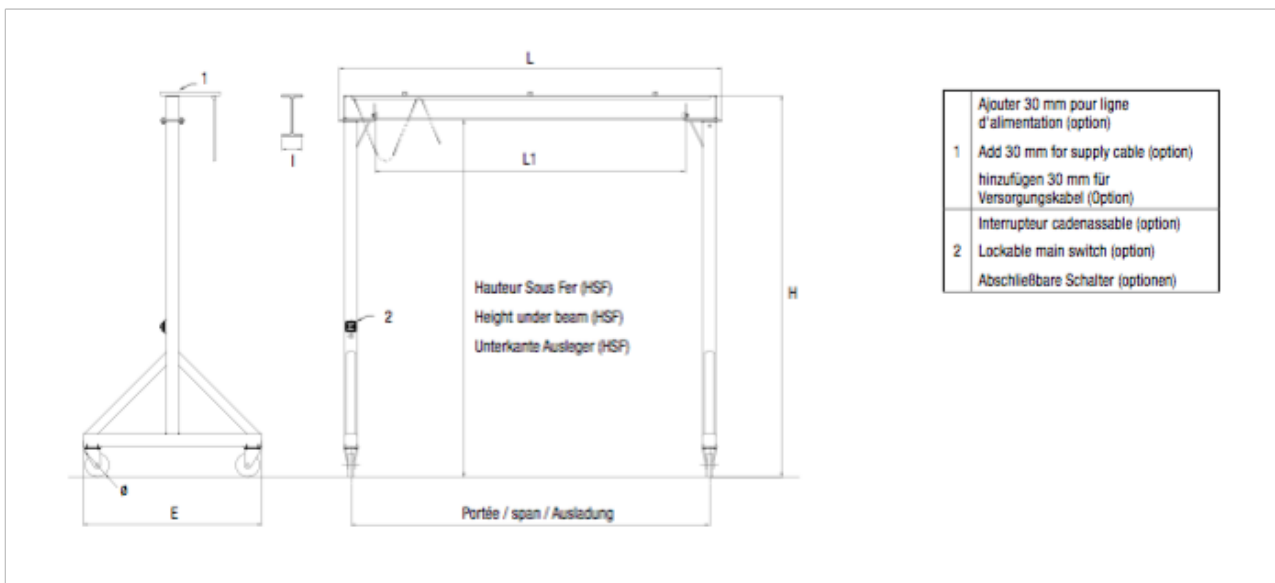 1
L
I
L1
Hauteur Sous Fer (HSF)
Height under beam (HSF)
Unterkante Ausleger (HSF)
2
H
ø
E
Portée / span / Ausladung
1
Ajouter 30 mm pour ligne
d'alimentation (option)
Add 30 mm for supply cable (option)
hinzufügen 30 mm für
Versorgungskabel (Option)
2
Interrupteur cadenassable (option)
Lockable main switch (option)
Abschließbare Schalter (optionen)